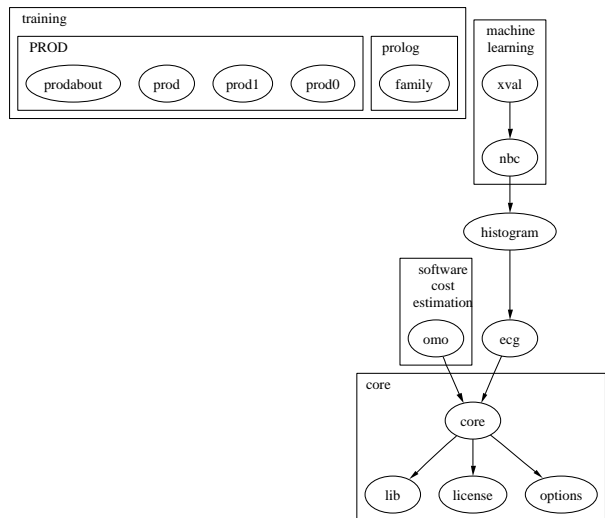 training
PROD
prodabout
prod
prod1
prod0
prolog
family
machine
learning
xval
nbc
histogram
software
cost
estimation
omo
ecg
core
core
lib
license
options